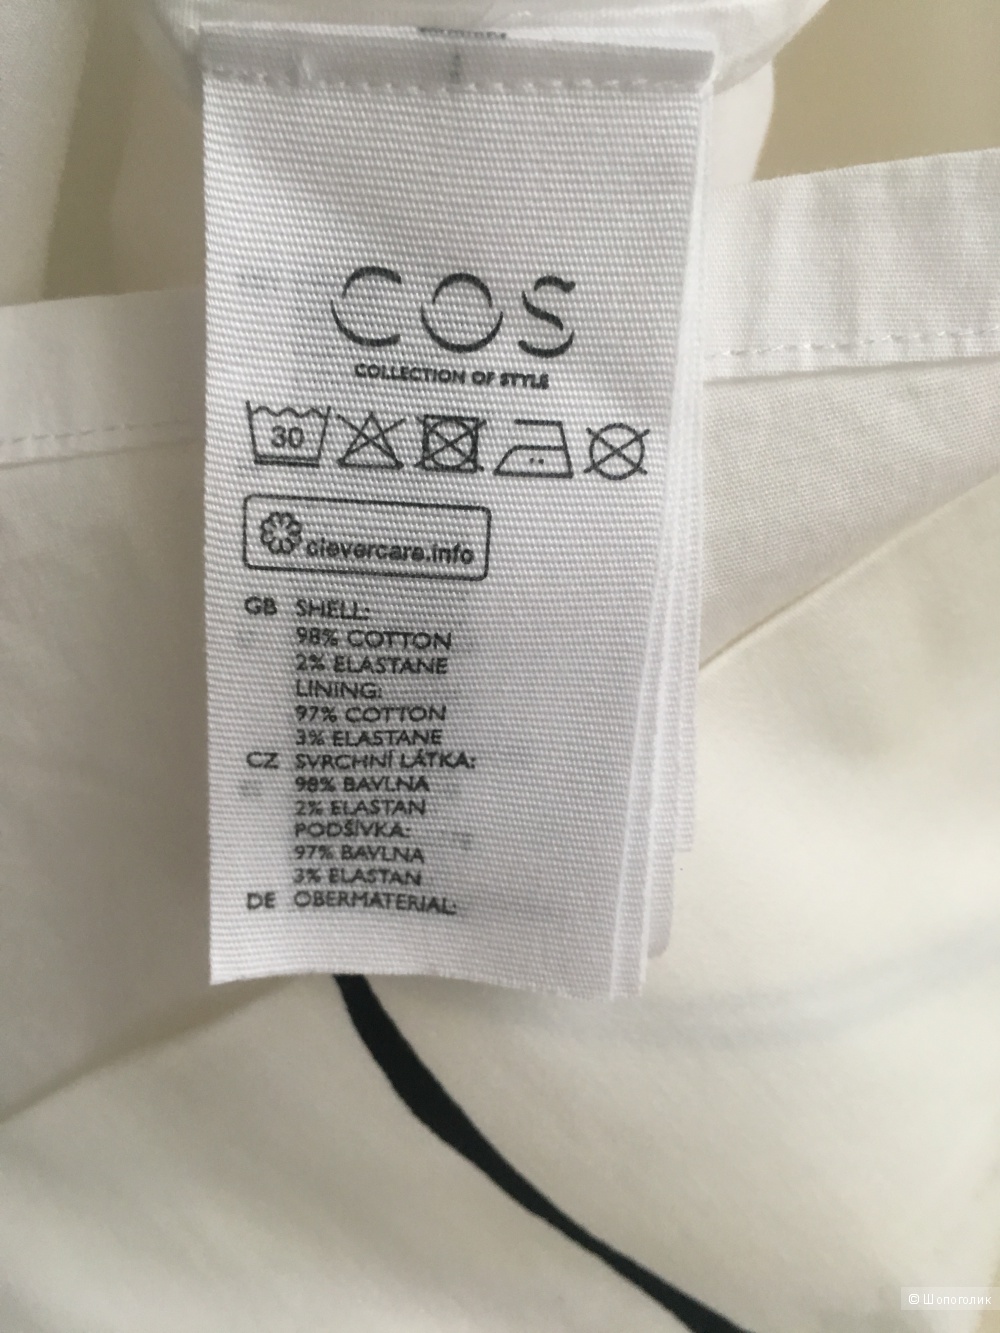 COS
COLLECTION OF STYLE
30
clevercare.info
GB SHELL:
98% COTTON
2% ELASTANE
LINING:
97% COTTON
3% ELASTANE
CZ SVRCHNÍ LÁTKA:
98% BAVLNA
2% ELASTAN
PODŠÍVKA:
97% BAVLNA
3% ELASTAN
DE OBERMATERIAL:
© Шопоголик